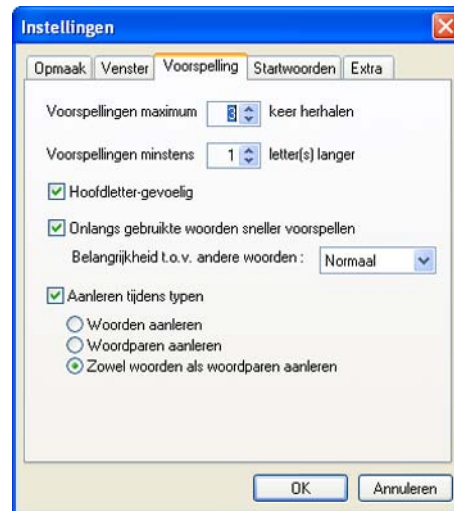 Instellingen
Opmaak Venster Voorspelling Startwoorden Extra
Voorspellingen maximum 3 keer herhalen
Voorspellingen minstens 1 letter(s) langer
Hoofdletter-gevoelig
Onlangs gebruikte woorden sneller voorspellen
Belangrijkheid t.o.v. andere woorden : Normaal
Aanleren tijdens typen
Woorden aanleren
Woordparen aanleren
Zowel woorden als woordparen aanleren
OK Annuleren